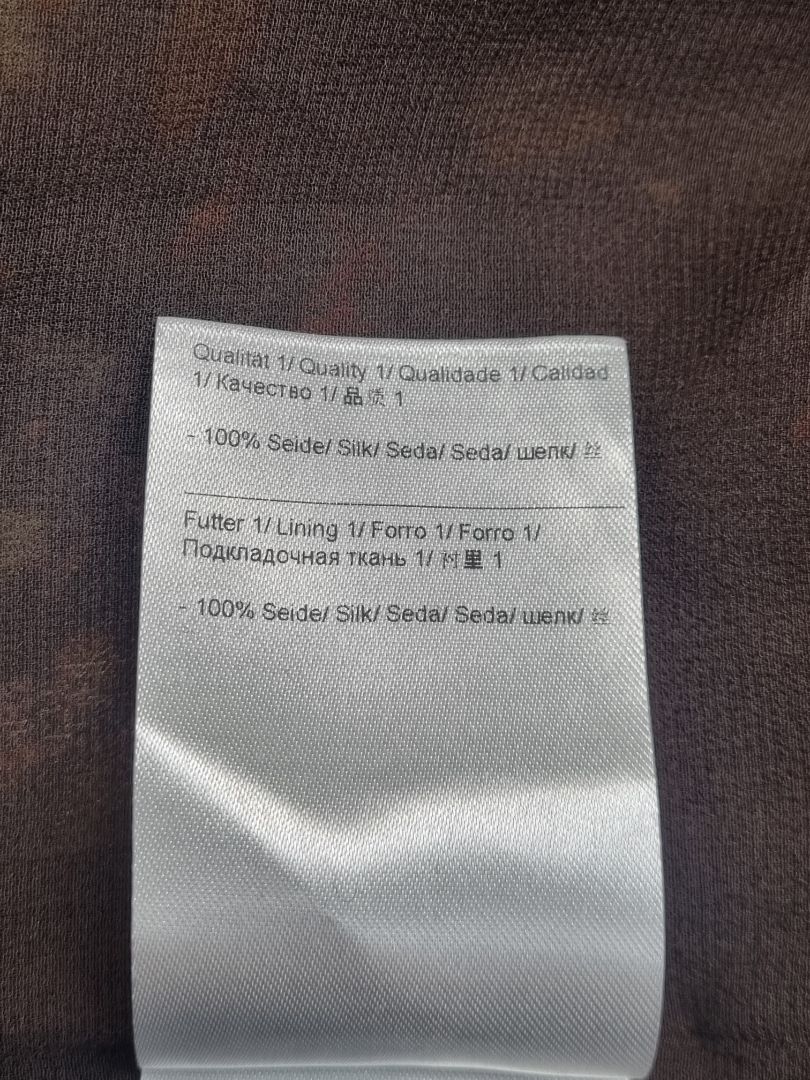 Qualität 1/ Quality 1/ Qualidade 1/ Calidad
1/ Качество 1/ 品质 1
- 100% Seide/ Silk/ Seda/ Seda/ шелк/ 丝
Futter 1/ Lining 1/ Forro 1/ Forro 1/
Подкладочная ткань 1/ 衬里 1
- 100% Seide/ Silk/ Seda/ Seda/ шелк/ 丝